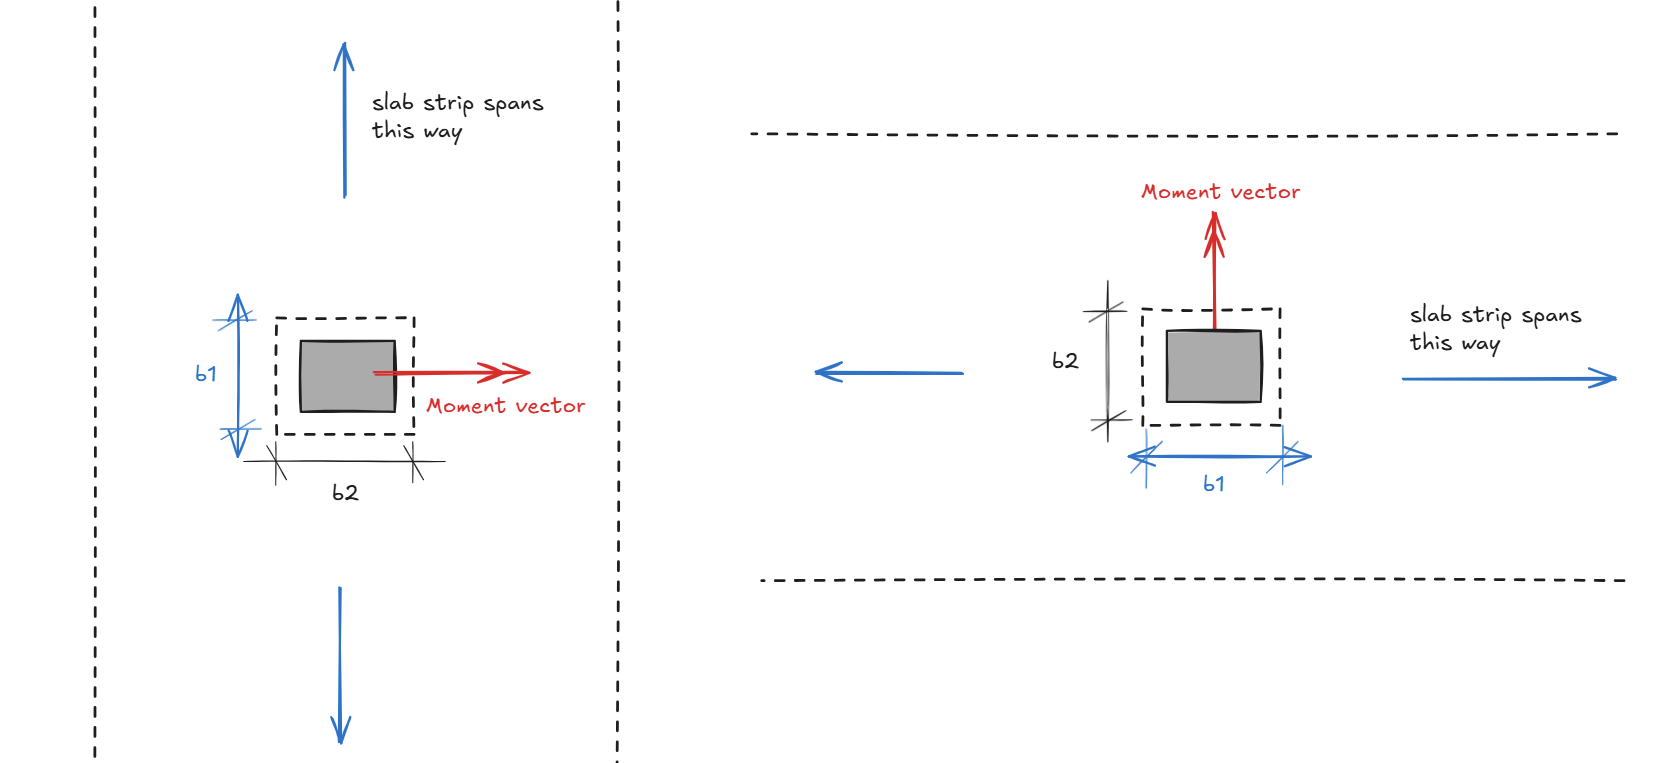 slab strip spans
this way
b1
Moment vector
b2
Moment vector
slab strip spans
this way
b2
b1